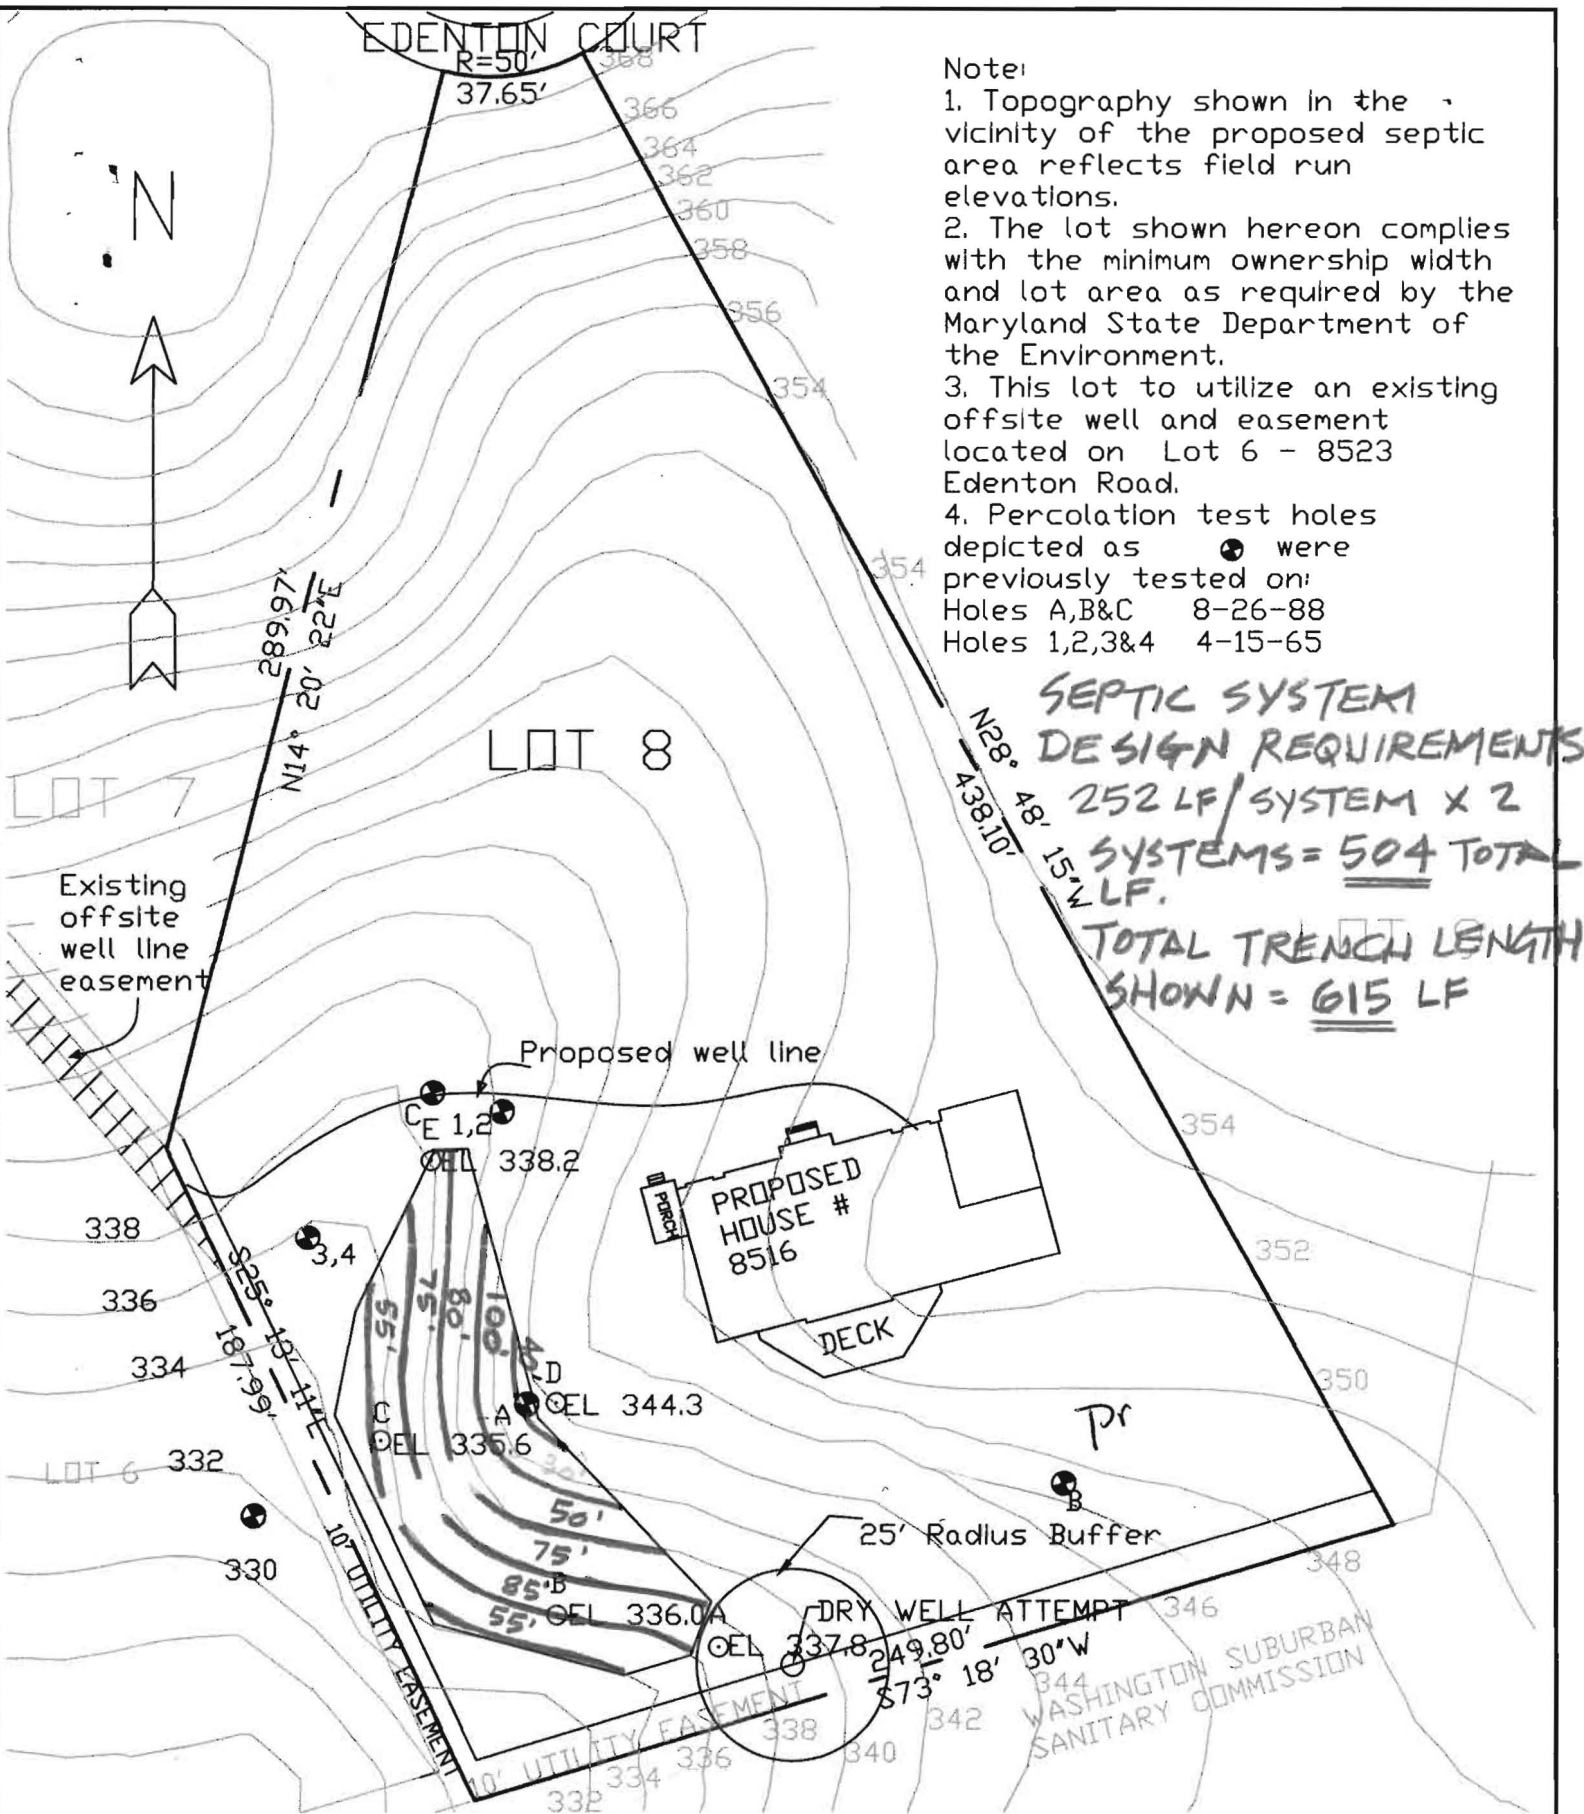 EDENTON COURT
R=50'
37.65'
368
366
364
362
360
358
356
354
N
Note:
1. Topography shown in the
vicinity of the proposed septic
area reflects field run
elevations.
2. The lot shown hereon complies
with the minimum ownership width
and lot area as required by the
Maryland State Department of
the Environment.
3. This lot to utilize an existing
offsite well and easement
located on Lot 6 - 8523
Edenton Road.
4. Percolation test holes
depicted as were
previously tested on:
Holes A,B&C 8-26-88
Holes 1,2,3&4 4-15-65
354
SEPTIC SYSTEM
DESIGN REQUIREMENTS
252 LF/SYSTEM X 2
SYSTEMS = 504 TOTAL
LF.
TOTAL TRENCH LENGTH
SHOWN = 615 LF
289.97'
N14° 20' 22"E
LOT 8
LOT 7
N28° 48' 15"W
438.10'
Existing
offsite
well line
easement
Proposed well line
C
E 1,2
EL 338.2
354
PROPOSED
HOUSE #
8516
PORCH
DECK
338
3,4
336
334
S25° 13' 11"E
187.99'
352
350
55'
75'
80'
100'
40'
D
EL 344.3
A
C
EL 335.6
30'
50'
75'
85'
55'
B
EL 336.0
A
EL 337.8
LOT 6
332
330
10' UTILITY EASEMENT
pr
B
25' Radius Buffer
DRY WELL ATTEMPT
249.80'
S73° 18' 30"W
348
346
344
342
340
338
336
334
332
10' UTILITY EASEMENT
WASHINGTON SUBURBAN
SANITARY COMMISSION